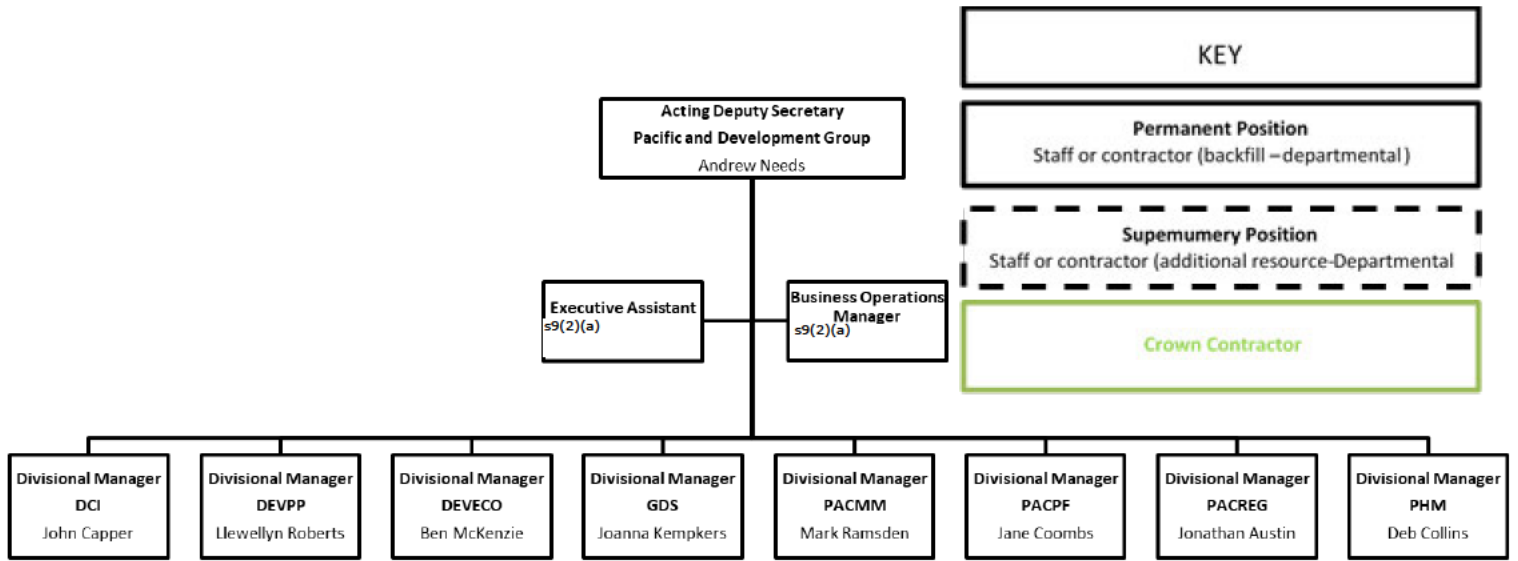 KEY
Permanent Position
Staff or contractor (backfill – departmental)
Supemumery Position
Staff or contractor (additional resource-Departmental
Crown Contractor
Acting Deputy Secretary
Pacific and Development Group
Andrew Needs
Executive Assistant
s9(2)(a)
Business Operations
Manager
s9(2)(a)
Divisional Manager
DCI
John Capper
Divisional Manager
DEVPP
Llewellyn Roberts
Divisional Manager
DEVECO
Ben McKenzie
Divisional Manager
GDS
Joanna Kempkers
Divisional Manager
PACMM
Mark Ramsden
Divisional Manager
PACPF
Jane Coombs
Divisional Manager
PACREG
Jonathan Austin
Divisional Manager
PHM
Deb Collins